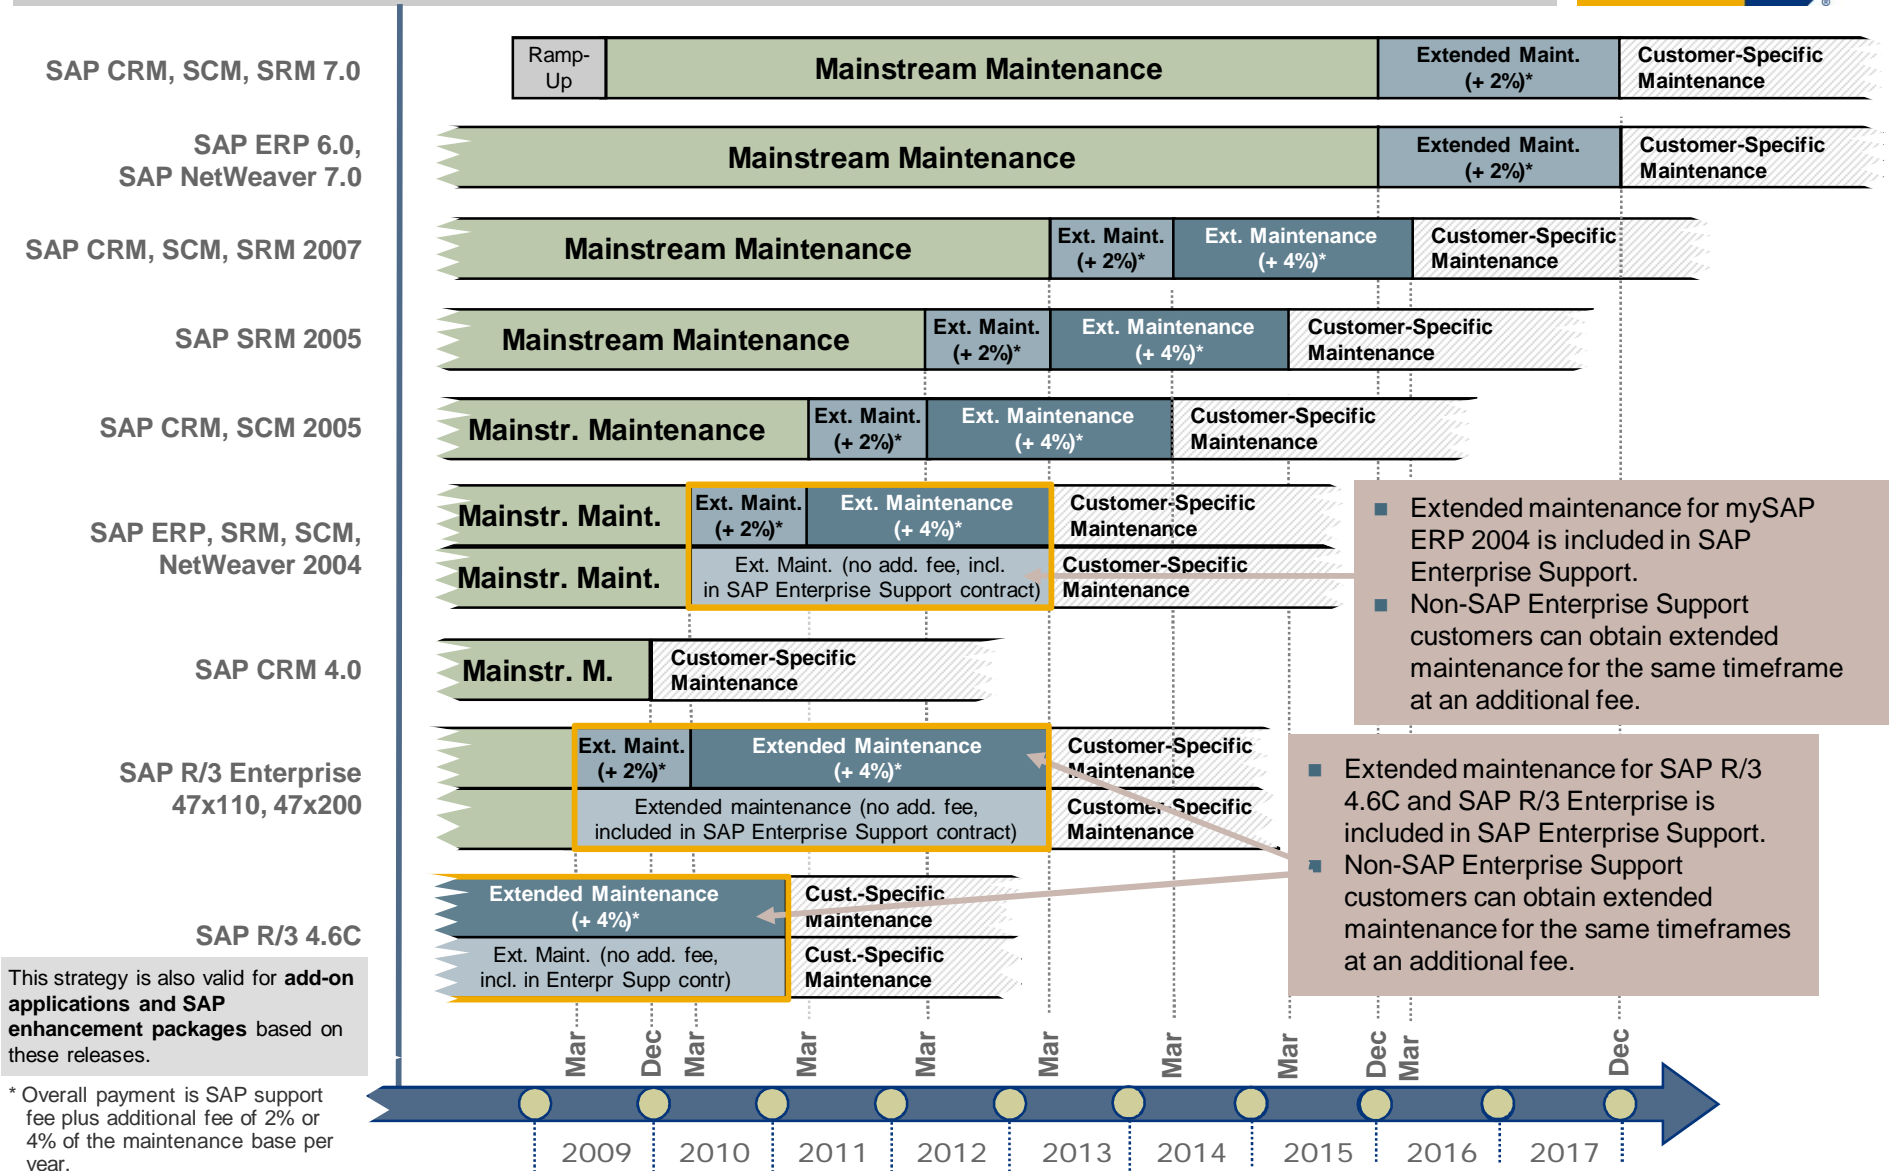 ®
SAP CRM, SCM, SRM 7.0
Ramp-
Up
Mainstream Maintenance
Extended Maint.
(+ 2%)*
Customer-Specific
Maintenance
SAP ERP 6.0,
SAP NetWeaver 7.0
Mainstream Maintenance
Extended Maint.
(+ 2%)*
Customer-Specific
Maintenance
SAP CRM, SCM, SRM 2007
Mainstream Maintenance
Ext. Maint.
(+ 2%)*
Ext. Maintenance
(+ 4%)*
Customer-Specific
Maintenance
SAP SRM 2005
Mainstream Maintenance
Ext. Maint.
(+ 2%)*
Ext. Maintenance
(+ 4%)*
Customer-Specific
Maintenance
SAP CRM, SCM 2005
Mainstr. Maintenance
Ext. Maint.
(+ 2%)*
Ext. Maintenance
(+ 4%)*
Customer-Specific
Maintenance
SAP ERP, SRM, SCM,
NetWeaver 2004
Mainstr. Maint.
Ext. Maint.
(+ 2%)*
Ext. Maintenance
(+ 4%)*
Customer-Specific
Maintenance
Mainstr. Maint.
Ext. Maint. (no add. fee, incl.
in SAP Enterprise Support contract)
Customer-Specific
Maintenance
■ Extended maintenance for mySAP
ERP 2004 is included in SAP
Enterprise Support.
■ Non-SAP Enterprise Support
customers can obtain extended
maintenance for the same timeframe
at an additional fee.
SAP CRM 4.0
Mainstr. M.
Customer-Specific
Maintenance
SAP R/3 Enterprise
47x110, 47x200
Ext. Maint.
(+ 2%)*
Extended Maintenance
(+ 4%)*
Customer-Specific
Maintenance
Extended maintenance (no add. fee,
included in SAP Enterprise Support contract)
Customer-Specific
Maintenance
■ Extended maintenance for SAP R/3
4.6C and SAP R/3 Enterprise is
included in SAP Enterprise Support.
■ Non-SAP Enterprise Support
customers can obtain extended
maintenance for the same timeframes
at an additional fee.
SAP R/3 4.6C
Extended Maintenance
(+ 4%)*
Cust.-Specific
Maintenance
Ext. Maint. (no add. fee,
incl. in Enterpr Supp contr)
Cust.-Specific
Maintenance
This strategy is also valid for add-on
applications and SAP
enhancement packages based on
these releases.
* Overall payment is SAP support
fee plus additional fee of 2% or
4% of the maintenance base per
year.
Mar
Dec
Mar
Mar
Mar
Mar
Mar
Mar
Dec
Mar
Dec
2009
2010
2011
2012
2013
2014
2015
2016
2017